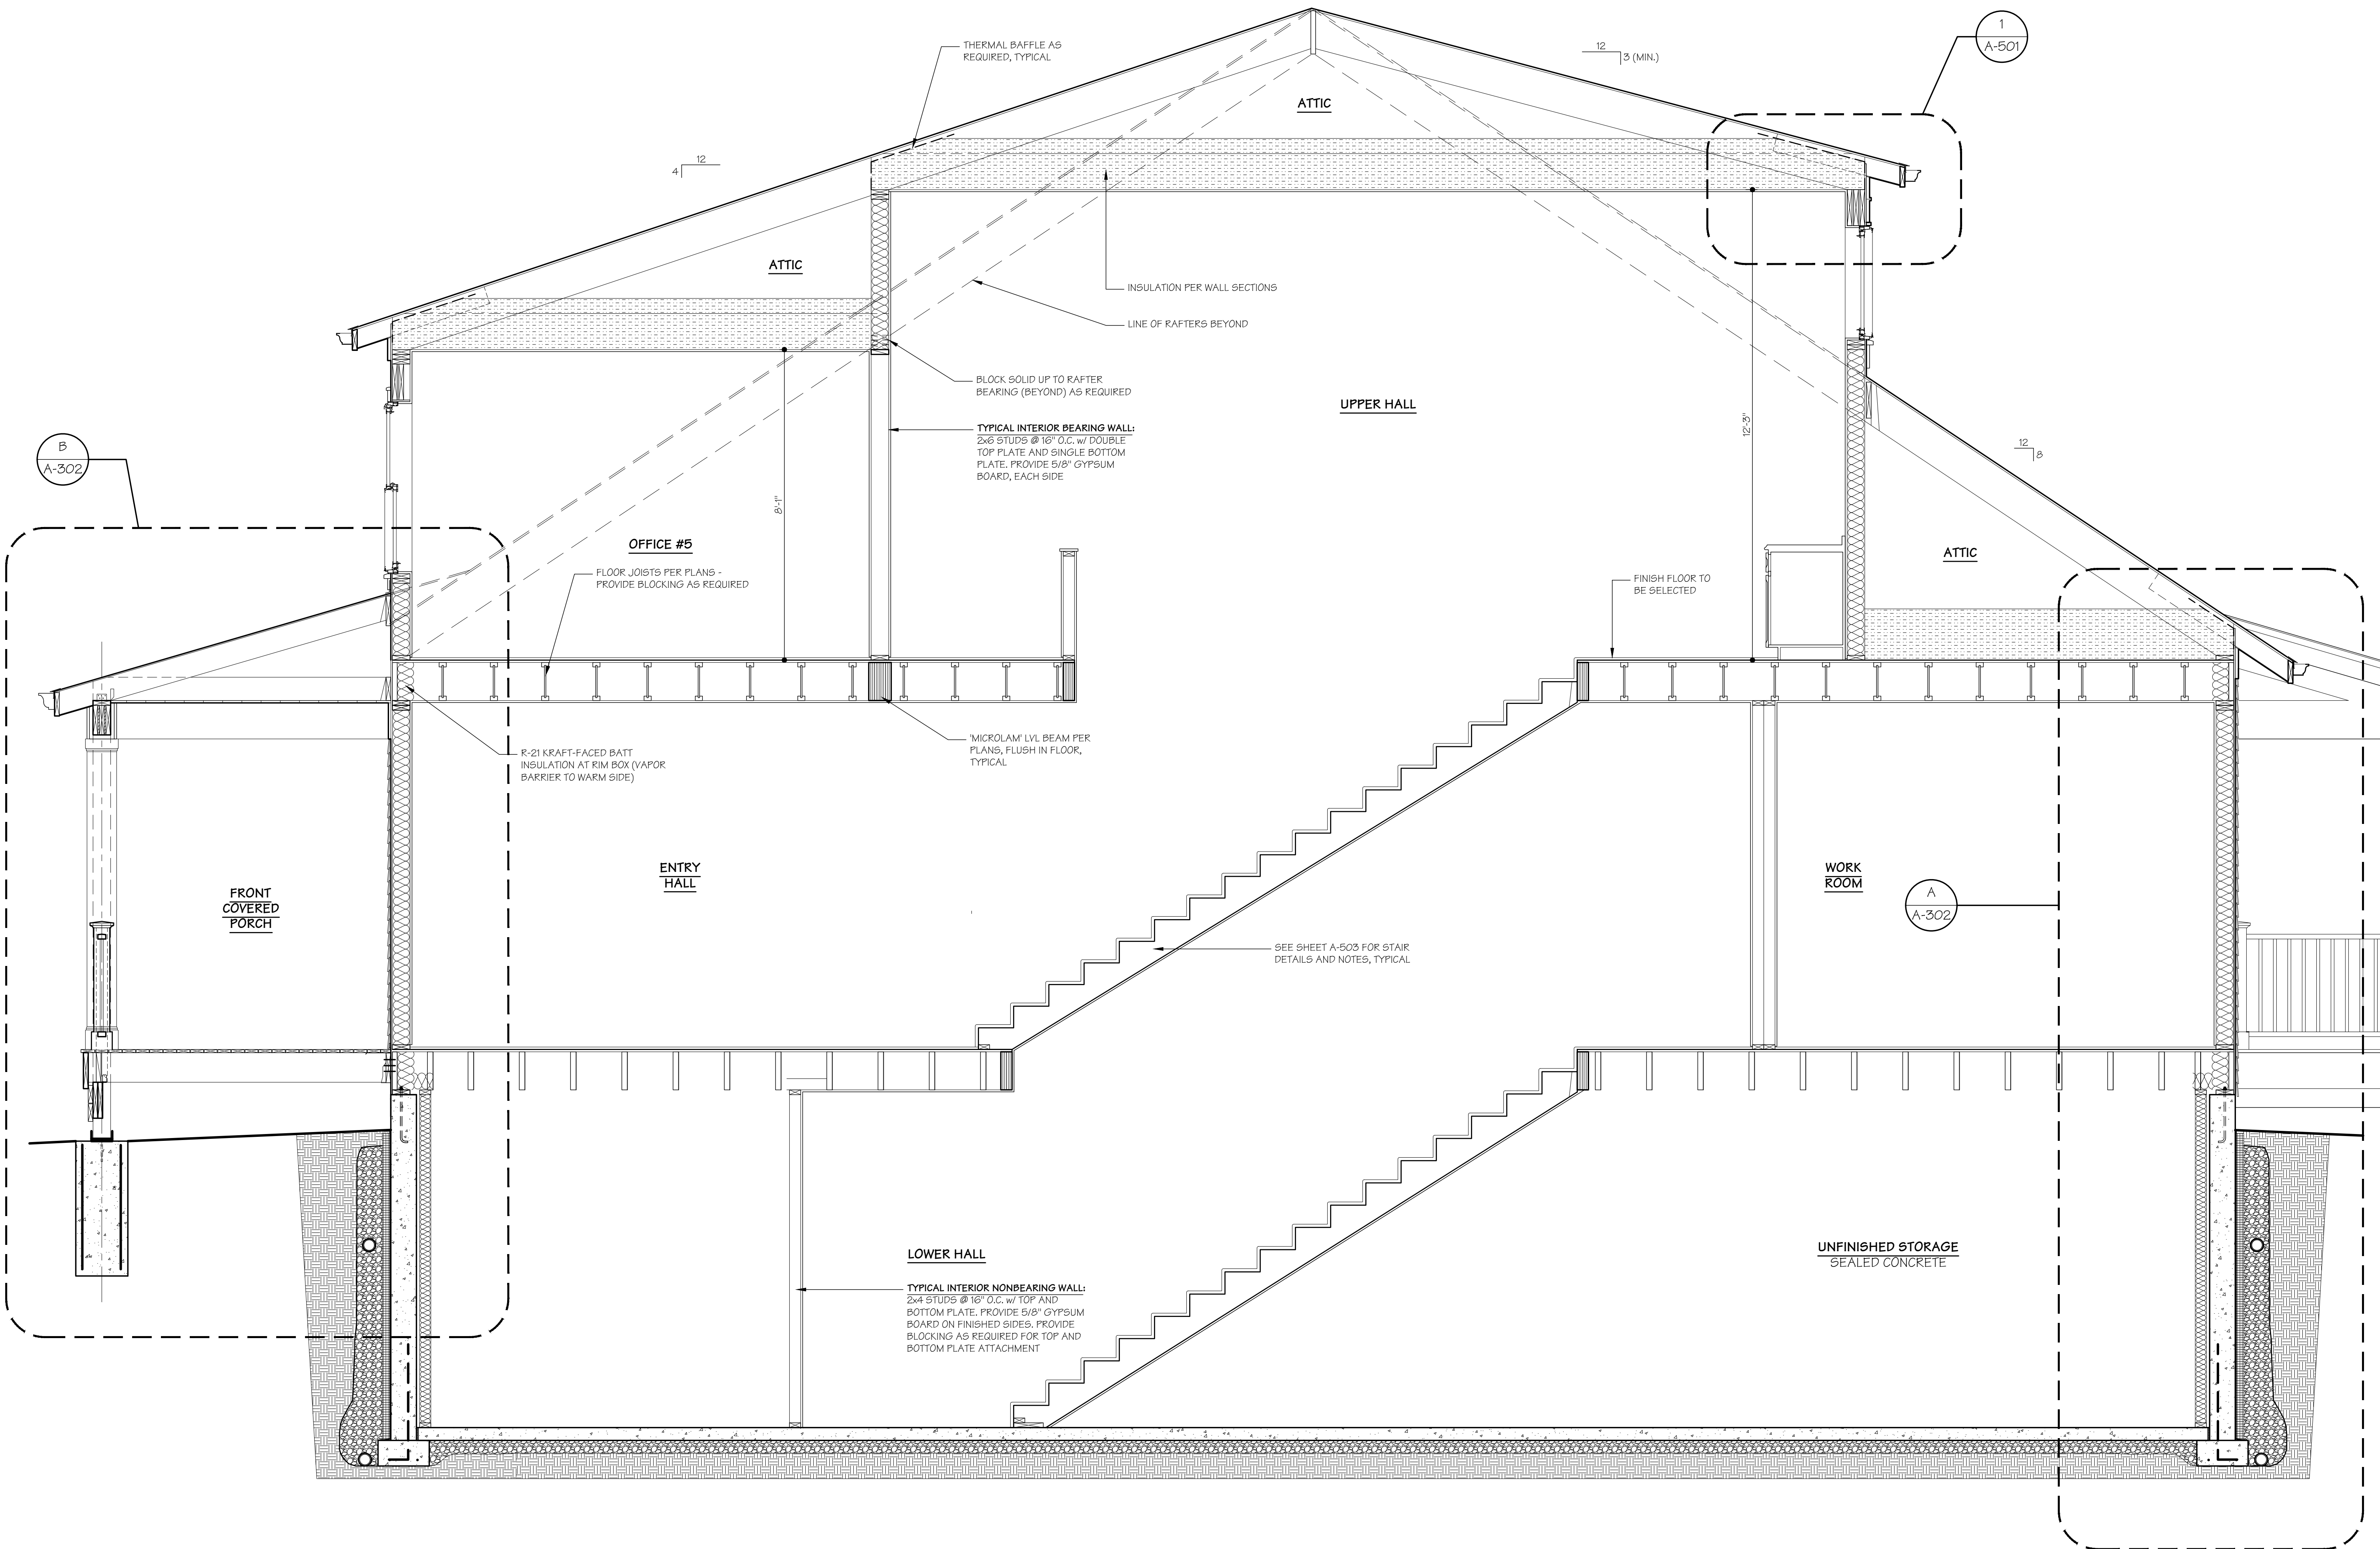 THERMAL BAFFLE AS
REQUIRED, TYPICAL
12
3 (MIN.)
1
A-501
ATTIC
12
4
ATTIC
INSULATION PER WALL SECTIONS
LINE OF RAFTERS BEYOND
BLOCK SOLID UP TO RAFTER
BEARING (BEYOND) AS REQUIRED
UPPER HALL
12'-3"
TYPICAL INTERIOR BEARING WALL:
2x6 STUDS @ 16" O.C. w/ DOUBLE
TOP PLATE AND SINGLE BOTTOM
PLATE. PROVIDE 5/8" GYPSUM
BOARD, EACH SIDE
B
A-302
12
8
8'-1"
OFFICE #5
FLOOR JOISTS PER PLANS -
PROVIDE BLOCKING AS REQUIRED
FINISH FLOOR TO
BE SELECTED
ATTIC
R-21 KRAFT-FACED BATT
INSULATION AT RIM BOX (VAPOR
BARRIER TO WARM SIDE)
'MICROLAM' LVL BEAM PER
PLANS, FLUSH IN FLOOR,
TYPICAL
FRONT
COVERED
PORCH
ENTRY
HALL
WORK
ROOM
A
A-302
SEE SHEET A-503 FOR STAIR
DETAILS AND NOTES, TYPICAL
LOWER HALL
TYPICAL INTERIOR NONBEARING WALL:
2x4 STUDS @ 16" O.C. w/ TOP AND
BOTTOM PLATE. PROVIDE 5/8" GYPSUM
BOARD ON FINISHED SIDES. PROVIDE
BLOCKING AS REQUIRED FOR TOP AND
BOTTOM PLATE ATTACHMENT
UNFINISHED STORAGE
SEALED CONCRETE